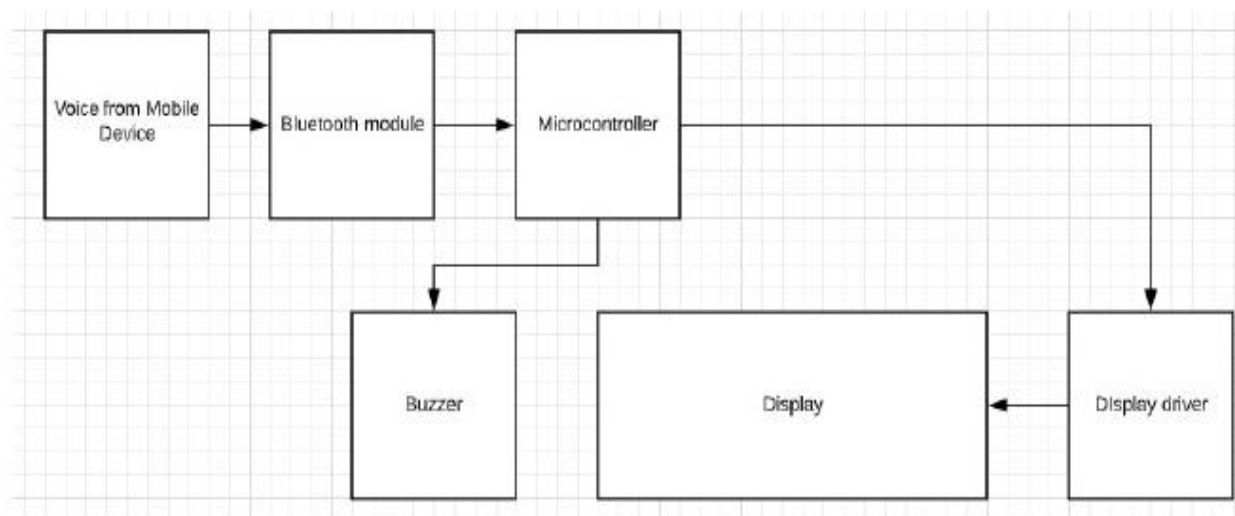 Voice from Mobile
Device
Bluetooth module
Microcontroller
Buzzer
Display
DIsplay driver